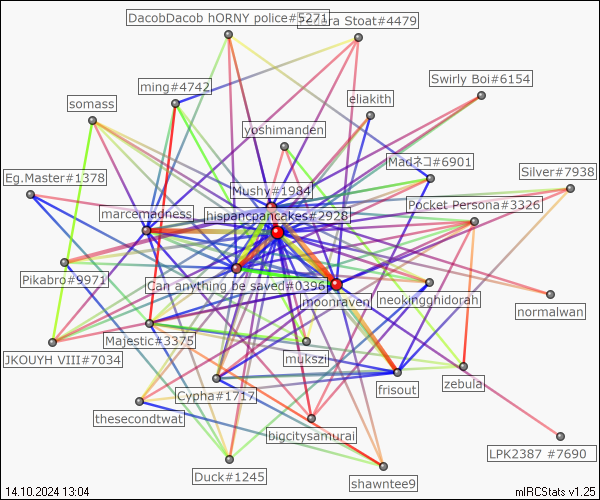 DacobDacob hORNY police#5271
ra Stoat#4479
ming#4742
Swirly Boi#6154
eliakith
somass
yoshimanden
Madネコ#6901
Eg.Master#1378
Silver#7938
Mushy#1984
Pocket Persona#3326
marcemadness
hispancpancakes#2928
Pikabro#9971
Can anything be saved#0396
moonraven
neokingghidorah
normalwan
Majestic#3375
JKOUYH VIII#7034
mukszi
Cypha#1717
frisout
zebula
thesecondtwat
bigcitysamurai
LPK2387 #7690
Duck#1245
shawntee9
14.10.2024 13:04
mIRCStats v1.25